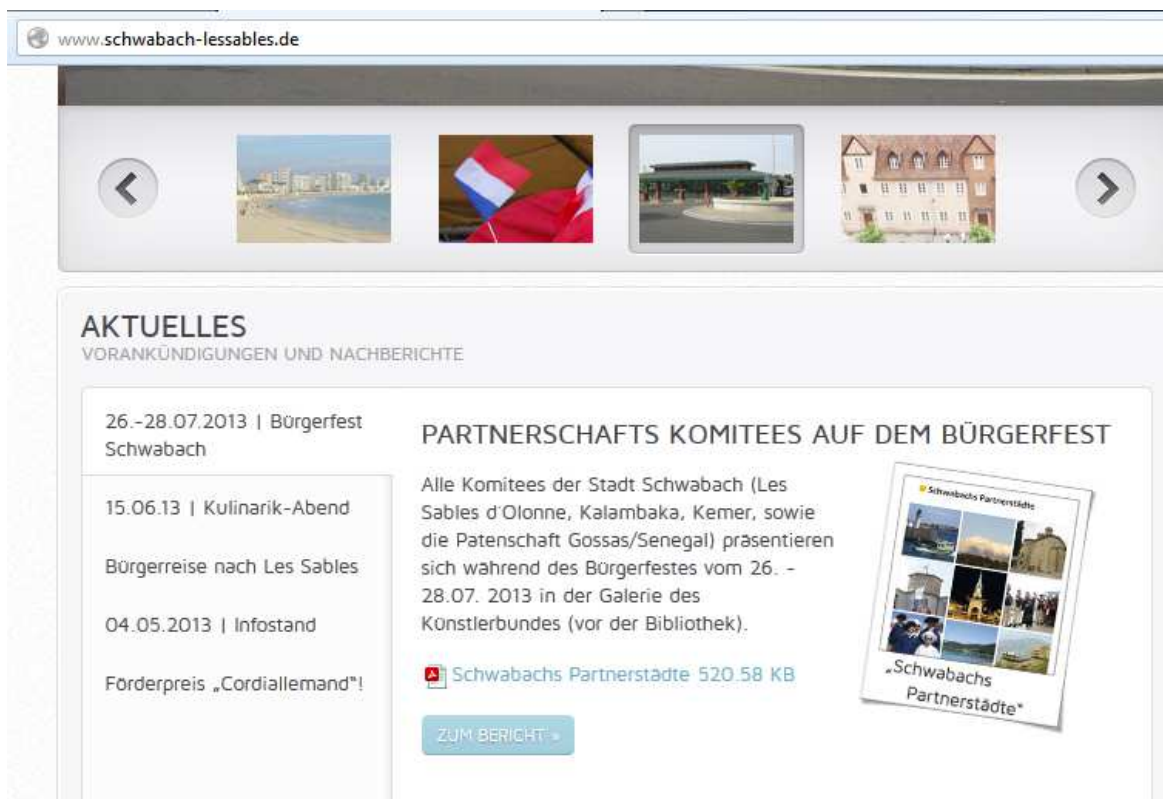 www.schwabach-lessables.de
AKTUELLES
VORANKÜNDIGUNGEN UND NACHBERICHTE
26.-28.07.2013 | Bürgerfest
Schwabach
15.06.13 | Kulinarik-Abend
Bürgerreise nach Les Sables
04.05.2013 | Infostand
Förderpreis „Cordiallemand"!
PARTNERSCHAFTS KOMITEES AUF DEM BÜRGERFEST
Alle Komitees der Stadt Schwabach (Les
Sables d´Olonne, Kalambaka, Kemer, sowie
die Patenschaft Gossas/Senegal) präsentieren
sich während des Bürgerfestes vom 26. -
28.07. 2013 in der Galerie des
Künstlerbundes (vor der Bibliothek).
Schwabachs Partnerstädte 520.58 KB
ZUM BERICHT »
Schwabachs Partnerstädte
„Schwabachs
Partnerstädte"